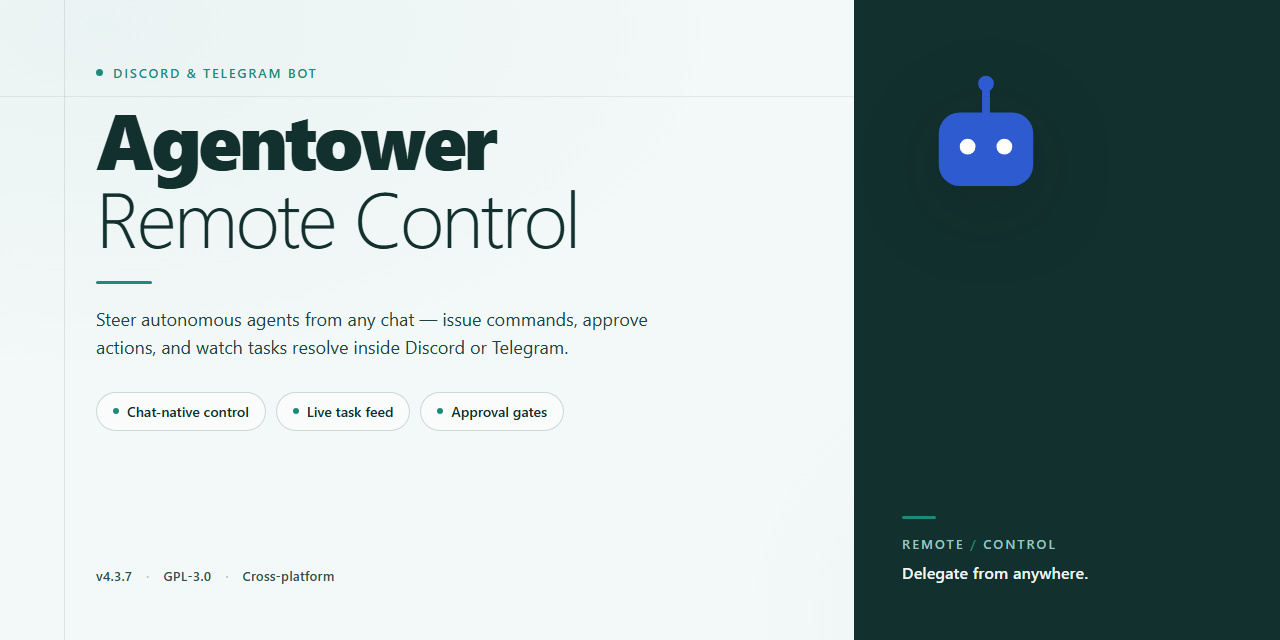 DISCORD & TELEGRAM BOT
Agentower
Remote Control
Steer autonomous agents from any chat — issue commands, approve
actions, and watch tasks resolve inside Discord or Telegram.
Chat-native control
Live task feed
Approval gates
v4.3.7 · GPL-3.0 · Cross-platform
REMOTE / CONTROL
Delegate from anywhere.